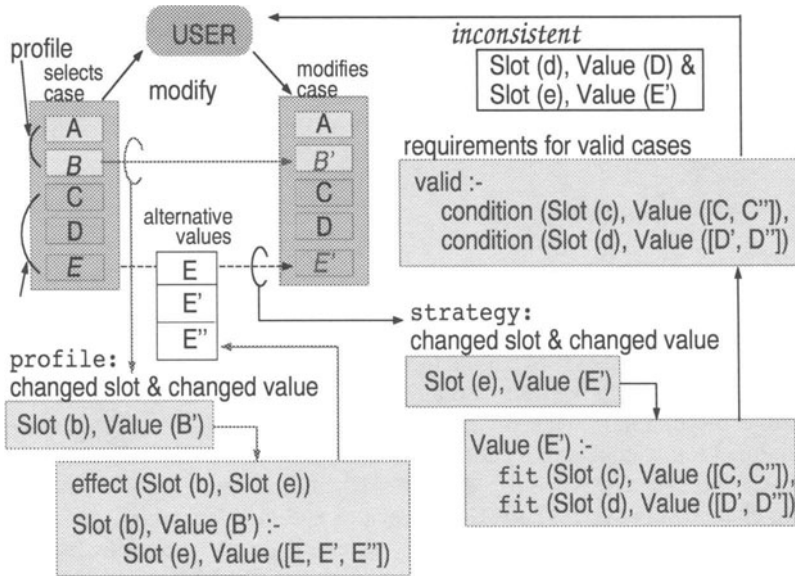 USER
profile
selects
case
A
B
C
D
E
modify
modifies
case
A
B'
C
D
E'
alternative
values
E
E'
E''
inconsistent
Slot (d), Value (D) &
Slot (e), Value (E')
requirements for valid cases
valid :-
condition (Slot (c), Value ([C, C'']),
condition (Slot (d), Value ([D', D''])
strategy:
changed slot & changed value
Slot (e), Value (E')
Value (E') :-
fit (Slot (c), Value ([C, C'']),
fit (Slot (d), Value ([D', D''])
profile:
changed slot & changed value
Slot (b), Value (B')
effect (Slot (b), Slot (e))
Slot (b), Value (B') :-
Slot (e), Value ([E, E', E''])